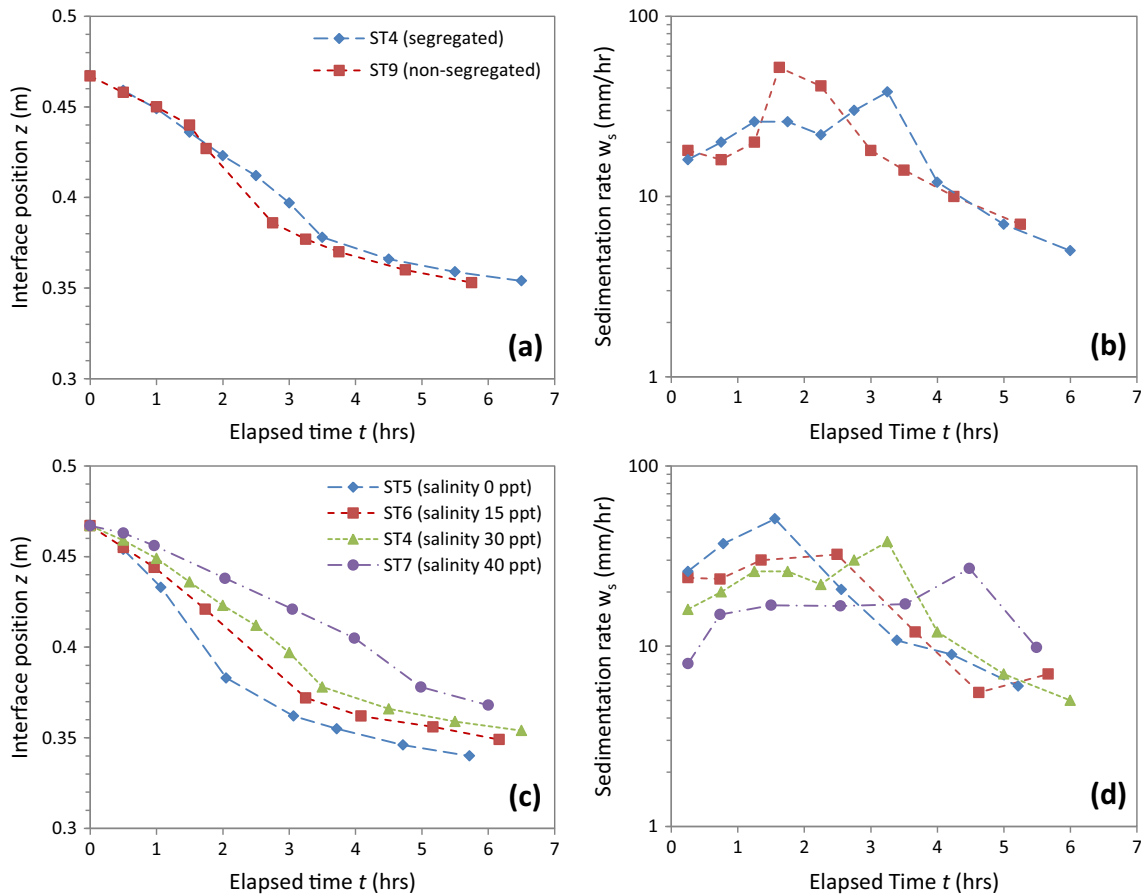 0.5
0.45
0.4
0.35
0.3
0 1 2 3 4 5 6 7
Interface position z (m)
Elapsed time t (hrs)
ST4 (segregated)
ST9 (non-segregated)
(a)
100
10
1
0 1 2 3 4 5 6 7
Sedimentation rate ws (mm/hr)
Elapsed Time t (hrs)
(b)
0.5
0.45
0.4
0.35
0.3
0 1 2 3 4 5 6 7
Interface position z (m)
Elapsed time t (hrs)
ST5 (salinity 0 ppt)
ST6 (salinity 15 ppt)
ST4 (salinity 30 ppt)
ST7 (salinity 40 ppt)
(c)
100
10
1
0 1 2 3 4 5 6 7
Sedimentation rate ws (mm/hr)
Elapsed Time t (hrs)
(d)